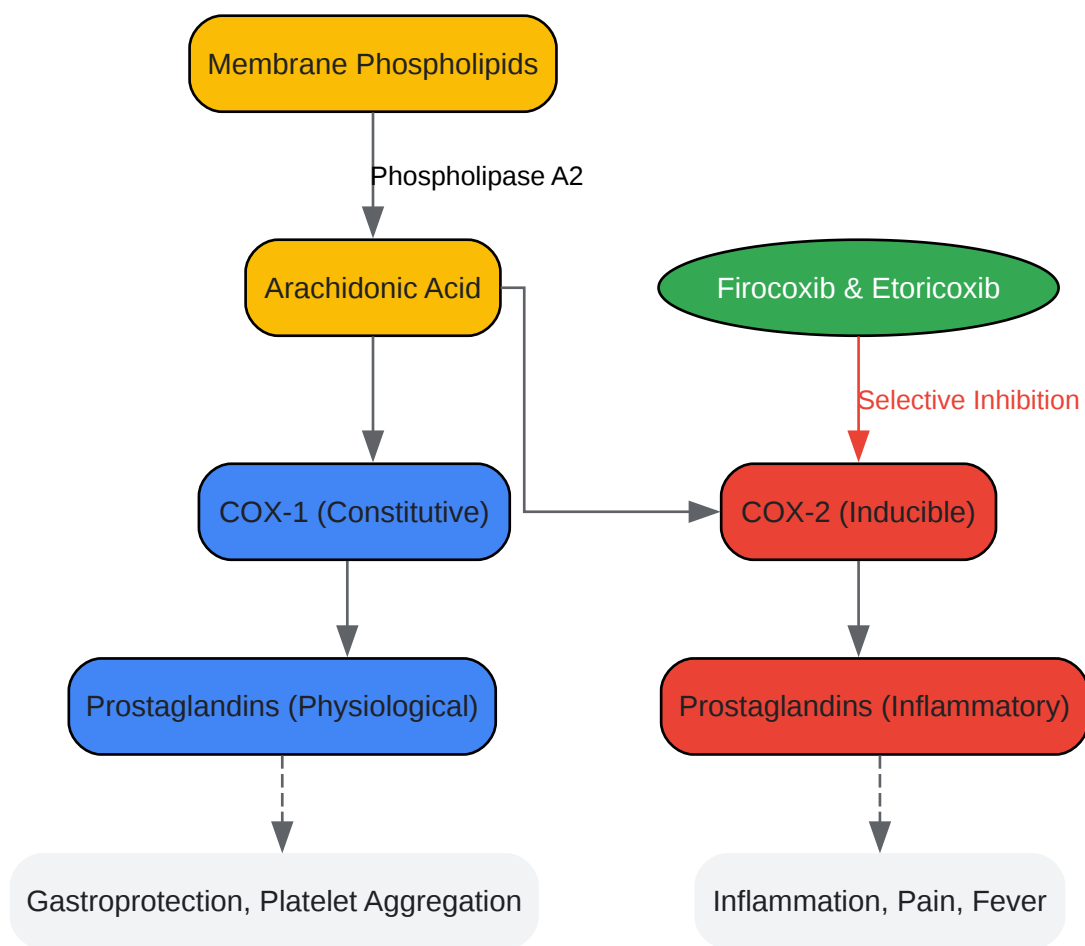 Membrane Phospholipids
Phospholipase A2
Arachidonic Acid
Firocoxib & Etoricoxib
Selective Inhibition
COX-1 (Constitutive)
COX-2 (Inducible)
Prostaglandins (Physiological)
Prostaglandins (Inflammatory)
Gastroprotection, Platelet Aggregation
Inflammation, Pain, Fever